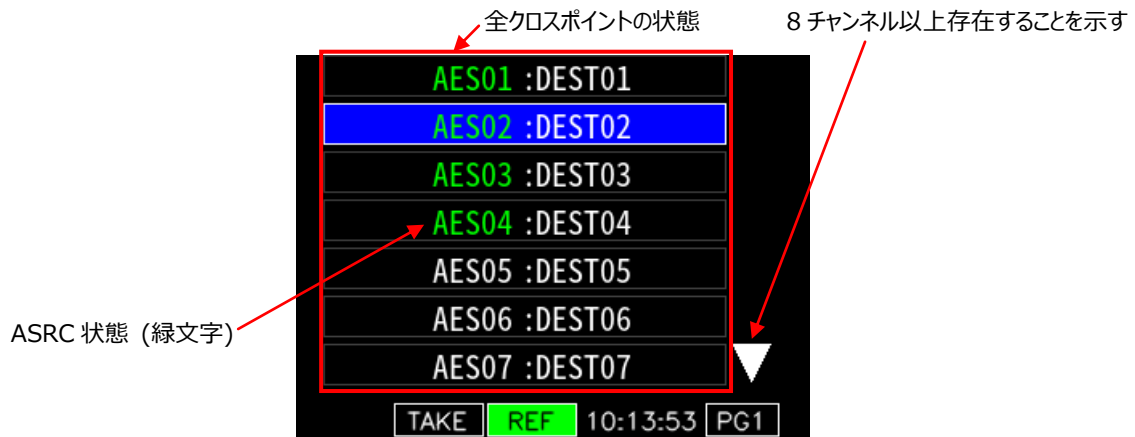 全クロスポイントの状態
8 チャンネル以上存在することを示す
AES01 :DEST01
AES02 :DEST02
AES03 :DEST03
AES04 :DEST04
AES05 :DEST05
AES06 :DEST06
ASRC 状態 (緑文字)
AES07 :DEST07
TAKE REF 10:13:53 PG1